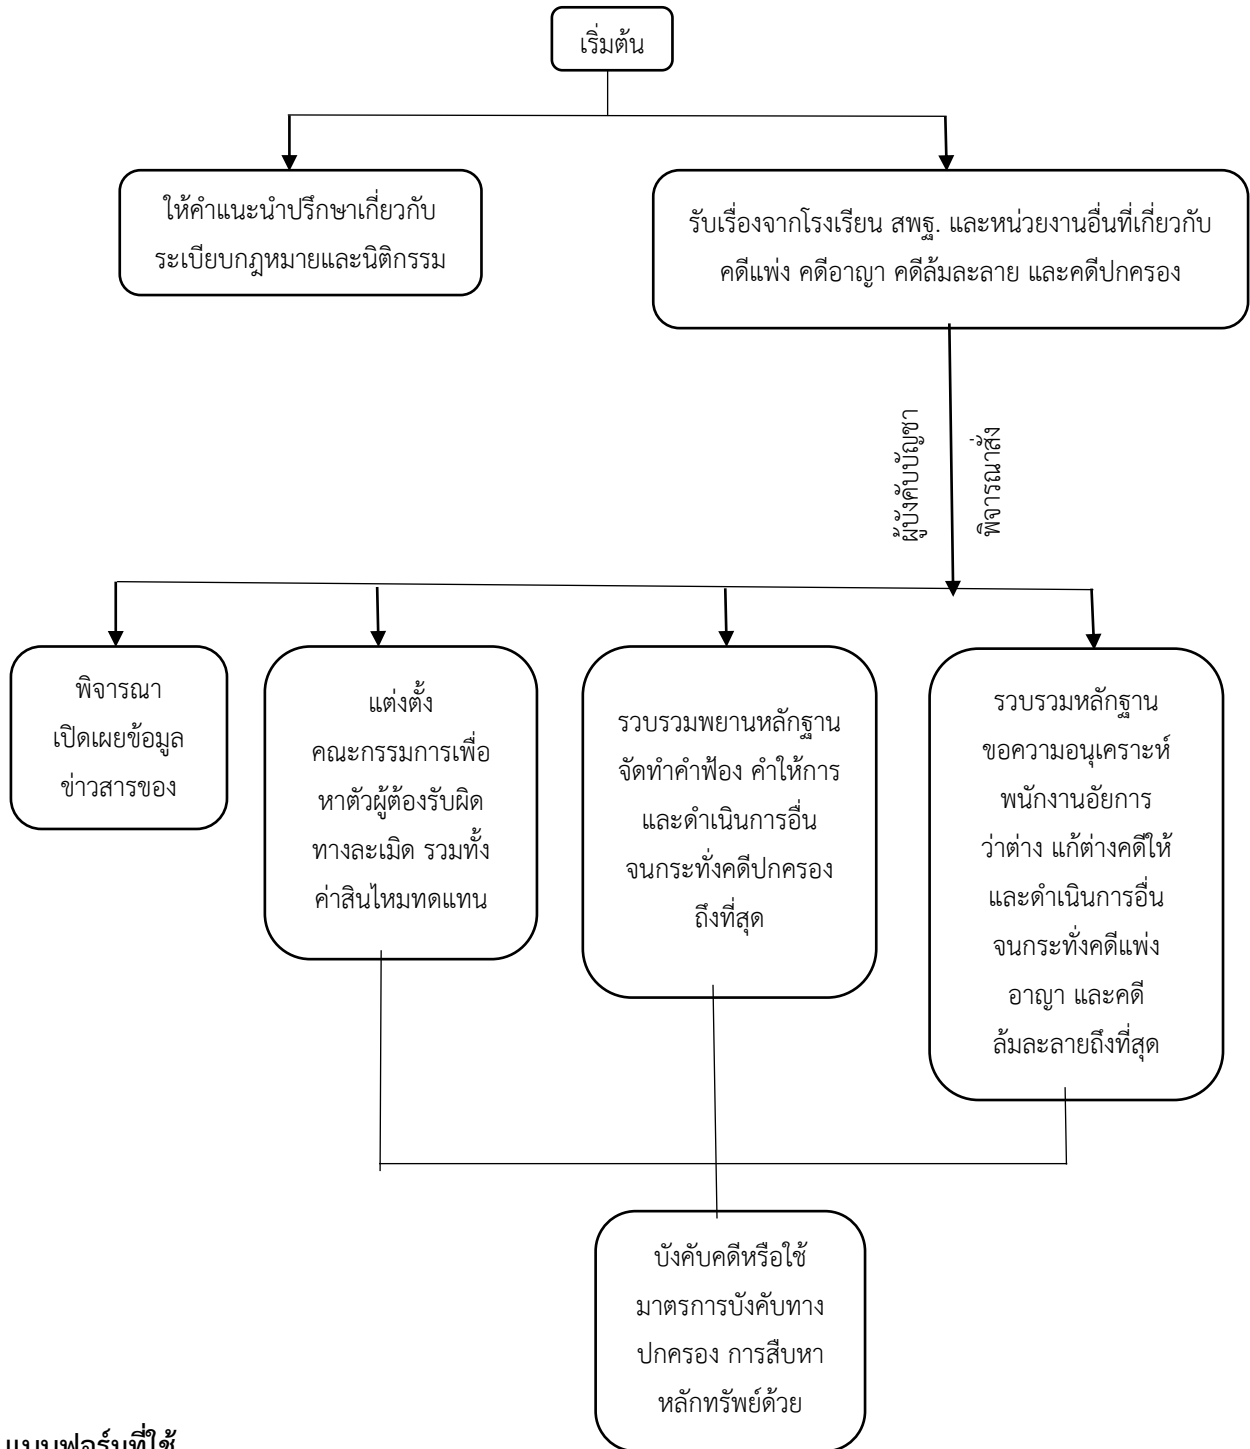 เริ่มต้น
ให้คำแนะนำปรึกษาเกี่ยวกับ
ระเบียบกฎหมายและนิติกรรม
รับเรื่องจากโรงเรียน สพฐ. และหน่วยงานอื่นที่เกี่ยวกับ
คดีแพ่ง คดีอาญา คดีล้มละลาย และคดีปกครอง
ผู้บังคับบัญชา
พิจารณาสั่ง
พิจารณา
เปิดเผยข้อมูล
ข่าวสารของ
แต่งตั้ง
คณะกรรมการเพื่อ
หาตัวผู้ต้องรับผิด
ทางละเมิด รวมทั้ง
ค่าสินไหมทดแทน
รวบรวมพยานหลักฐาน
จัดทำคำฟ้อง คำให้การ
และดำเนินการอื่น
จนกระทั่งคดีปกครอง
ถึงที่สุด
รวบรวมหลักฐาน
ขอความอนุเคราะห์
พนักงานอัยการ
ว่าต่าง แก้ต่างคดีให้
และดำเนินการอื่น
จนกระทั่งคดีแพ่ง
อาญา และคดี
ล้มละลายถึงที่สุด
บังคับคดีหรือใช้
มาตรการบังคับทาง
ปกครอง การสืบหา
หลักทรัพย์ด้วย
แบบฟอร์มที่ใช้